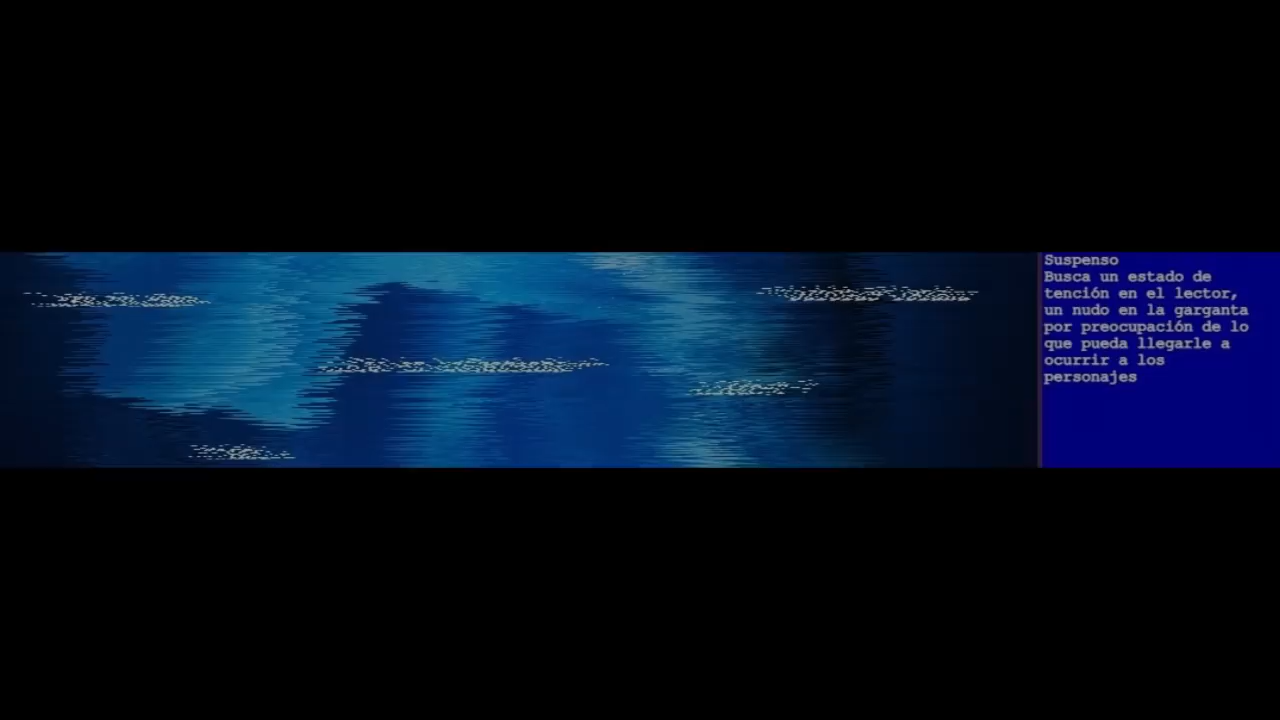 Suspenso
Busca un estado de
tención en el lector,
un nudo en la garganta
por preocupación de lo
que pueda llegarle a
ocurrir a los
personajes